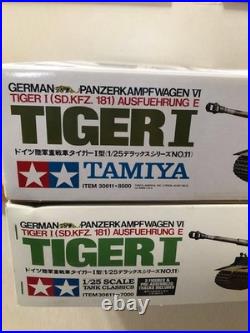 GERMAN PANZERKAMPFWAGEN VI
TIGER I (SD.KFZ. 181) AUSFUEHRUNG E
TIGER I
ドイツ陸軍重戦車タイガーI型(1/25デラックスシリーズNO.11)
TAMIYA
ITEM 30611-8000
GERMAN PANZERKAMPFWAGEN VI
TIGER I (SD.KFZ. 181) AUSFUEHRUNG E
TIGER I
ドイツ陸軍重戦車タイガーI型(1/25デラックスシリーズNO.11)
1/25 SCALE
TANK CLASSICS
ITEM 30611-7000